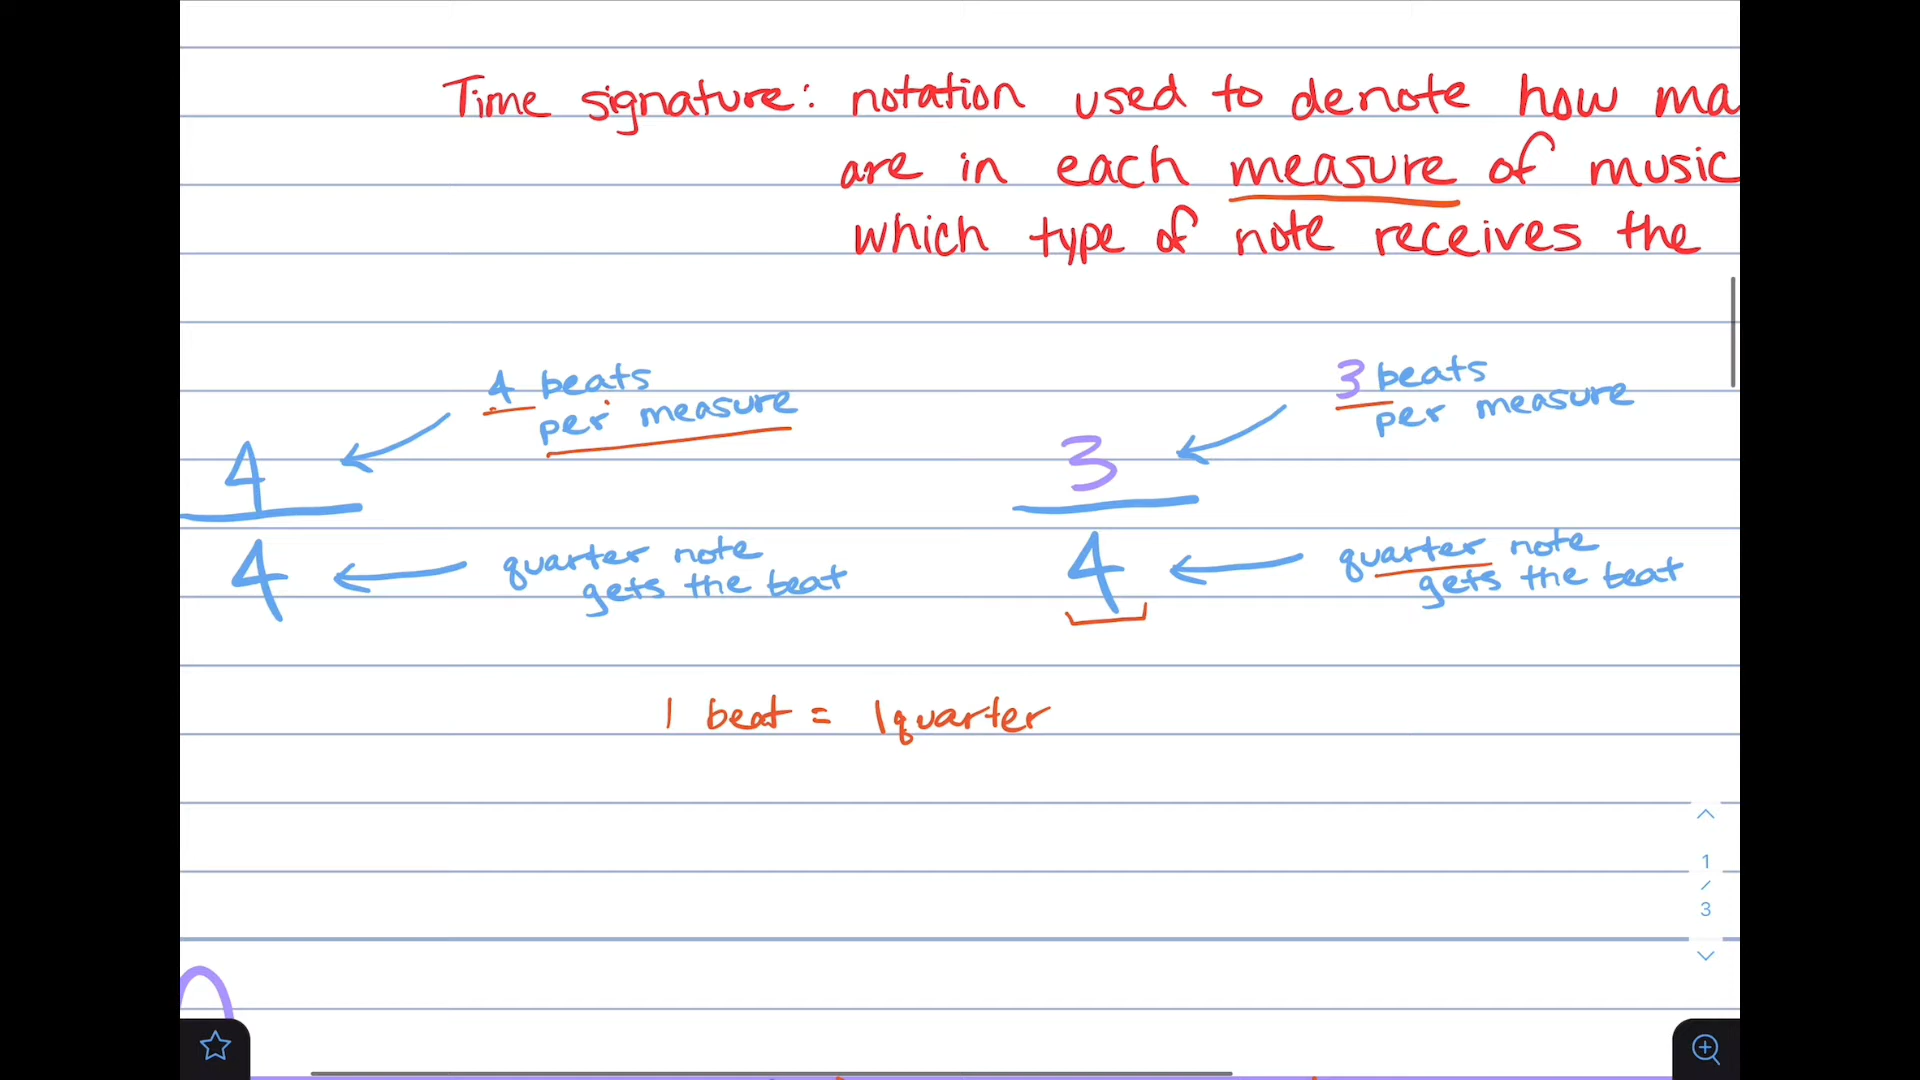 Time signature: notation used to denote how ma
are in each measure of music
which type of note receives the
4 beats
per measure
4
4
quarter note
gets the beat
3 beats
per measure
3
4
quarter note
gets the beat
1 beat = 1 quarter
1
/
3